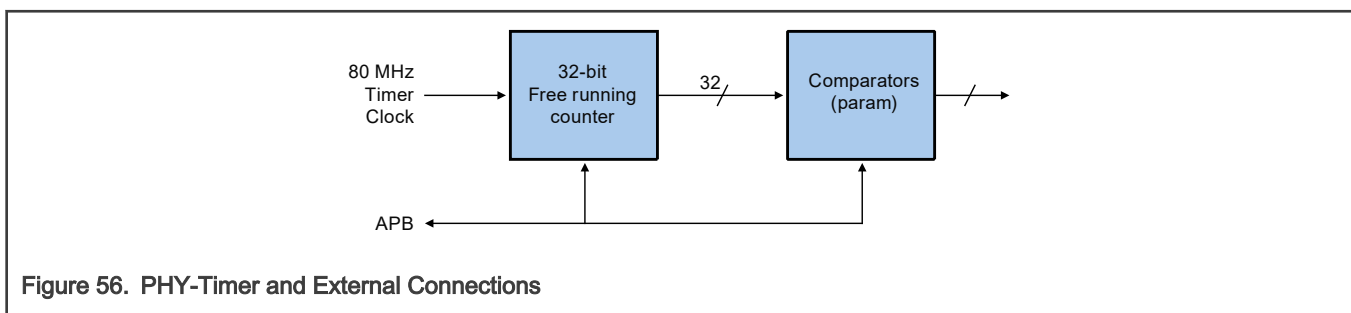 80 MHz
Timer
Clock
32-bit
Free running
counter
32
Comparators
(param)
APB
Figure 56. PHY-Timer and External Connections